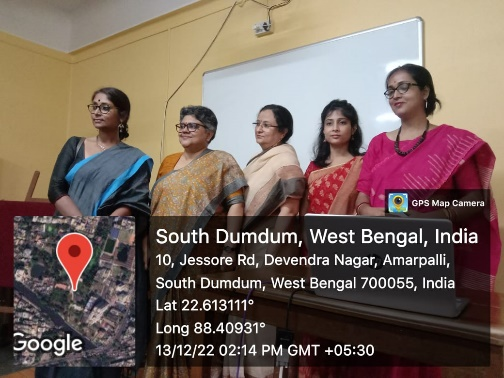 GPS Map Camera
South Dumdum, West Bengal, India
10, Jessore Rd, Devendra Nagar, Amarpalli,
South Dumdum, West Bengal 700055, India
Lat 22.613111°
Long 88.40931°
13/12/22 02:14 PM GMT +05:30
Google